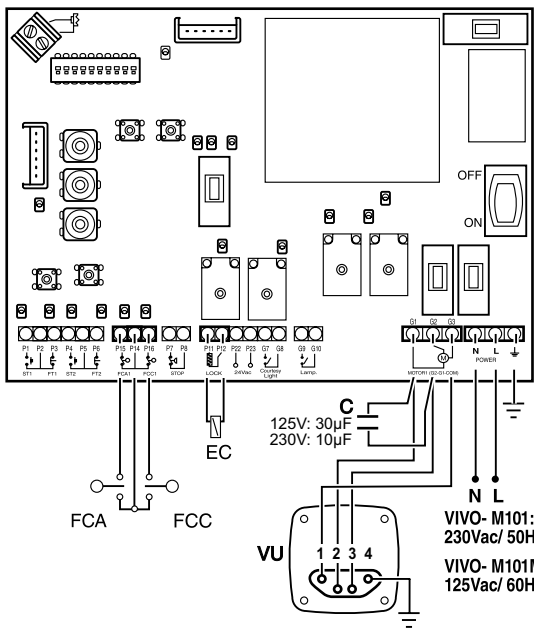 OFF
ON
G1 G2 G3
P1 P2 P3 P4 P5 P6 P15 P14 P16 P7 P8 P11 P12 P22 P23 G7 G8 G9 G10
M
N L
POWER
ST1 FT1 ST2 FT2 FCA1 FCC1 STOP LOCK 24Vac Courtesy Light Lamp.
MOTOR1 (G2-G1-COM)
C
125V: 30µF
230V: 10µF
EC
FCA FCC
N L
VIVO- M101:
230Vac/ 50H
VIVO- M101M
125Vac/ 60H
VU
1 2 3 4